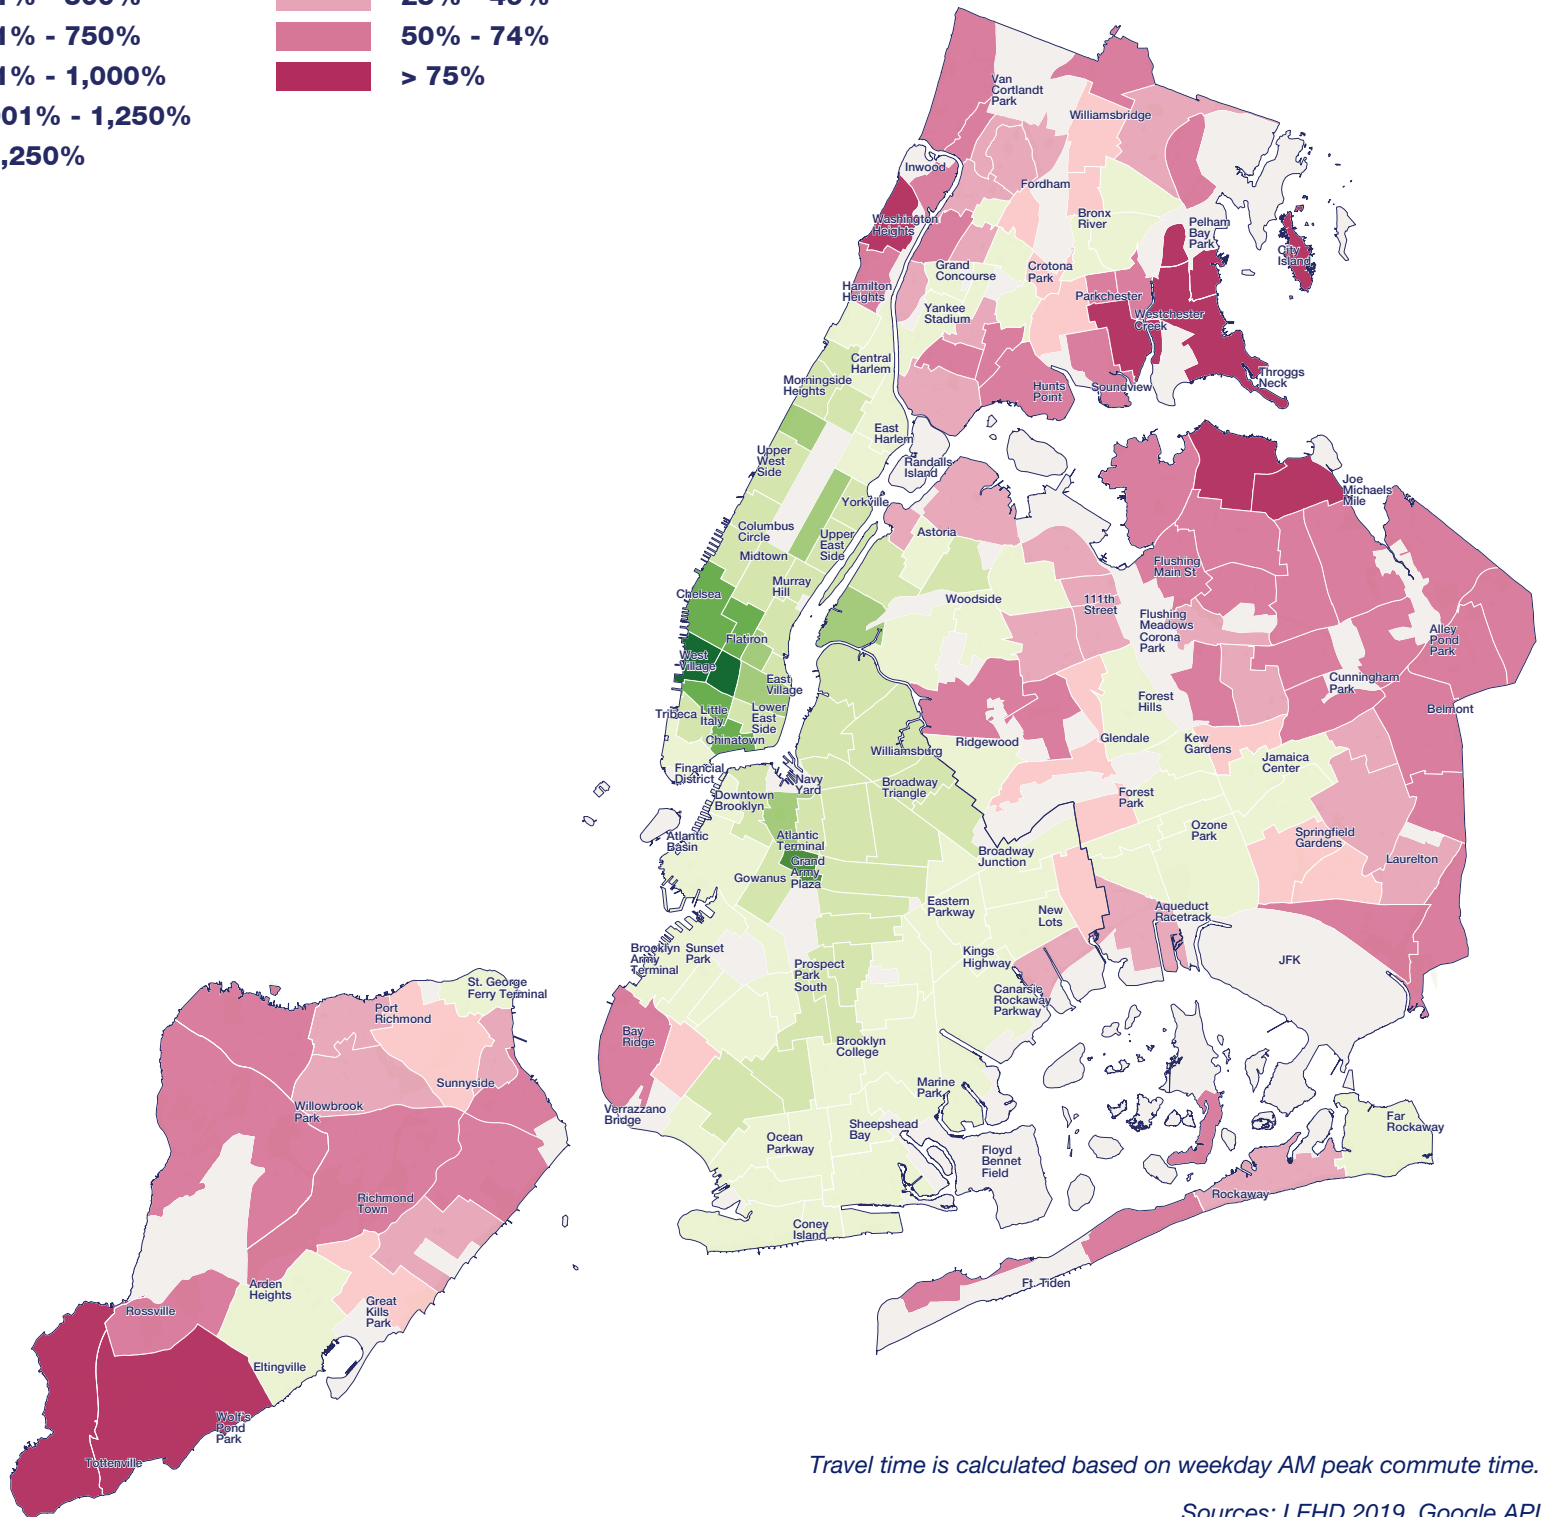 50% - 74%
- 750%
> 75%
- 1,000%
- 1,250%
Van
Cortlandt
Park
Williamsbridge
Inwood
Fordham
Washington
Heights
Bronx
River
Pelham
Bay
Park
City
Island
Grand
Concourse
Crotona
Park
Hamilton
Heights
Parkchester
Yankee
Stadium
Westchester
Creek
Central
Harlem
Morningside
Heights
Throggs
Neck
Hunts
Point
Soundview
East
Harlem
Upper
West
Side
Randalls
Island
Joe
Michaels
Mile
Yorkville
Columbus
Circle
Upper
East
Side
Astoria
Midtown
Flushing
Main St
Murray
Hill
Chelsea
Woodside
111th
Street
Flushing
Meadows
Corona
Park
Flatiron
Alley
Pond
Park
West
Village
East
Village
Cunningham
Park
Forest
Hills
Tribeca
Little
Italy
Lower
East
Side
Belmont
Chinatown
Williamsburg
Ridgewood
Glendale
Kew
Gardens
Jamaica
Center
Financial
District
Navy
Yard
Broadway
Triangle
Downtown
Brooklyn
Forest
Park
Ozone
Park
Springfield
Gardens
Atlantic
Basin
Atlantic
Terminal
Grand
Army
Plaza
Broadway
Junction
Laurelton
Gowanus
Eastern
Parkway
New
Lots
Aqueduct
Racetrack
Brooklyn
Army
Terminal
Sunset
Park
Prospect
Park
South
Kings
Highway
JFK
Canarsie
Rockaway
Parkway
St. George
Ferry Terminal
Port
Richmond
Bay
Ridge
Brooklyn
College
Sunnyside
Marine
Park
Willowbrook
Park
Verrazzano
Bridge
Sheepshead
Bay
Far
Rockaway
Ocean
Parkway
Floyd
Bennet
Field
Richmond
Town
Rockaway
Coney
Island
Arden
Heights
Ft. Tiden
Rossville
Great
Kills
Park
Eltingville
Wolf's
Pond
Park
Tottenville
Travel time is calculated based on weekday AM peak commute time.
Sources: LEHD 2019, Google API